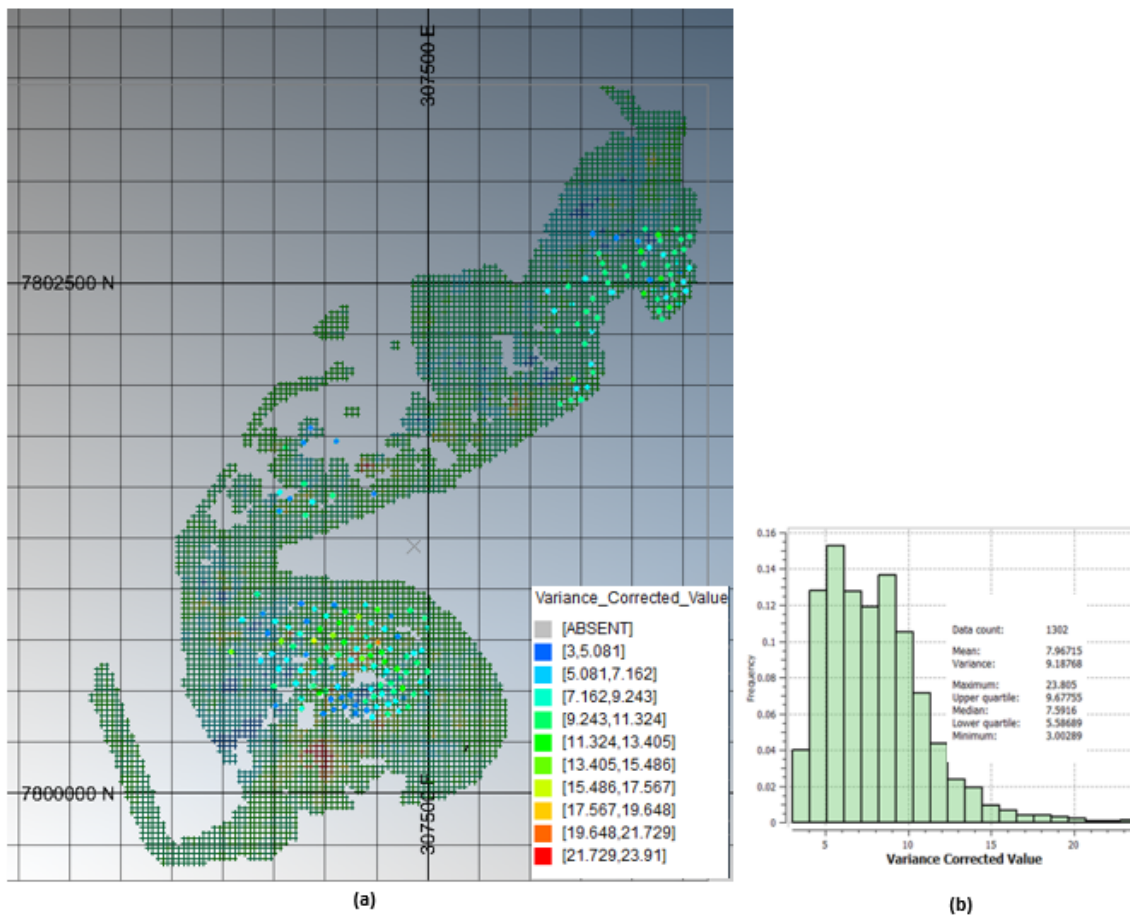 307500 E
7802500 N
Variance_Corrected_Value
[ABSENT]
[3,5.081]
[5.081,7.162]
[7.162,9.243]
[9.243,11.324]
[11.324,13.405]
[13.405,15.486]
[15.486,17.567]
[17.567,19.648]
[19.648,21.729]
[21.729,23.91]
7000000 N
307500 E
(a)
0.16
0.14
0.12
0.1
0.08
0.06
0.04
0.02
0
Frequency
Data count: 1302
Mean: 7.96715
Variance: 9.18768
Maximum: 23.805
Upper quartile: 9.67755
Median: 7.5916
Lower quartile: 5.58689
Minimum: 3.00289
5 10 15 20
Variance Corrected Value
(b)